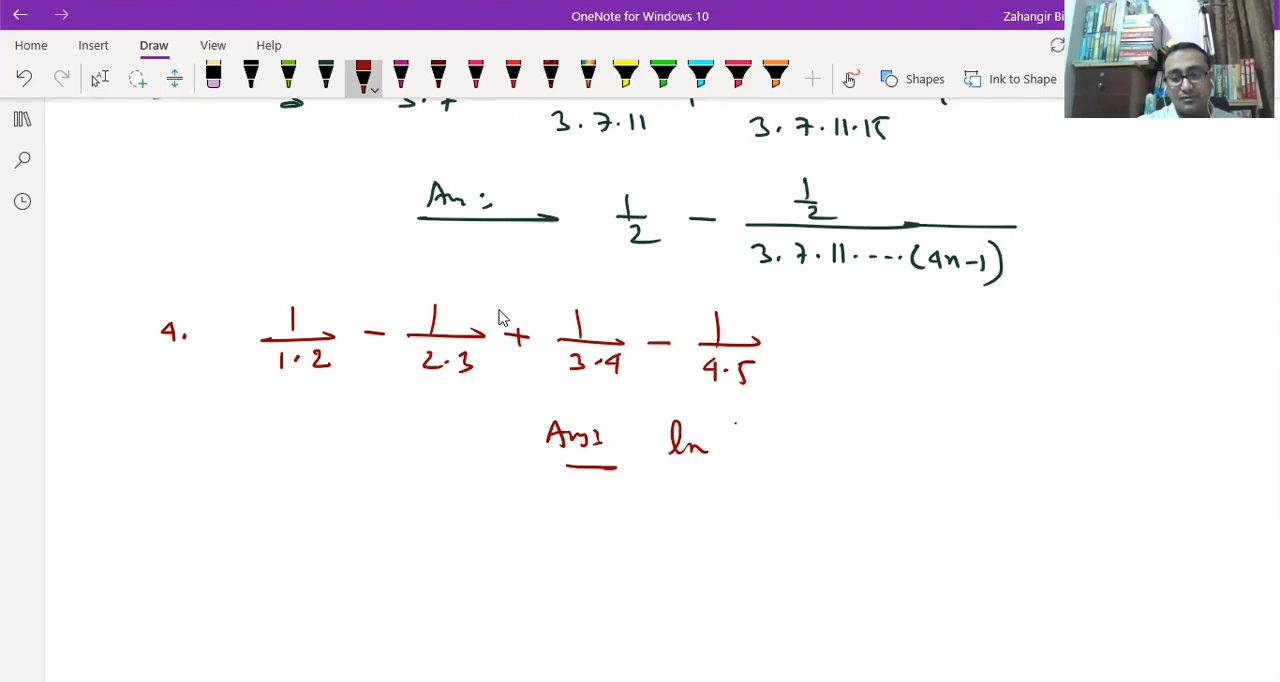 OneNote for Windows 10
Zahangir Bi
Home Insert Draw View Help
Shapes Ink to Space
3.7.11 3.7.11.15
Ans: 1/2 - (1/2)/(3.7.11.....(4n-1))
4. 1/(1.2) - 1/(2.3) + 1/(3.4) - 1/(4.5)
Ans: ln